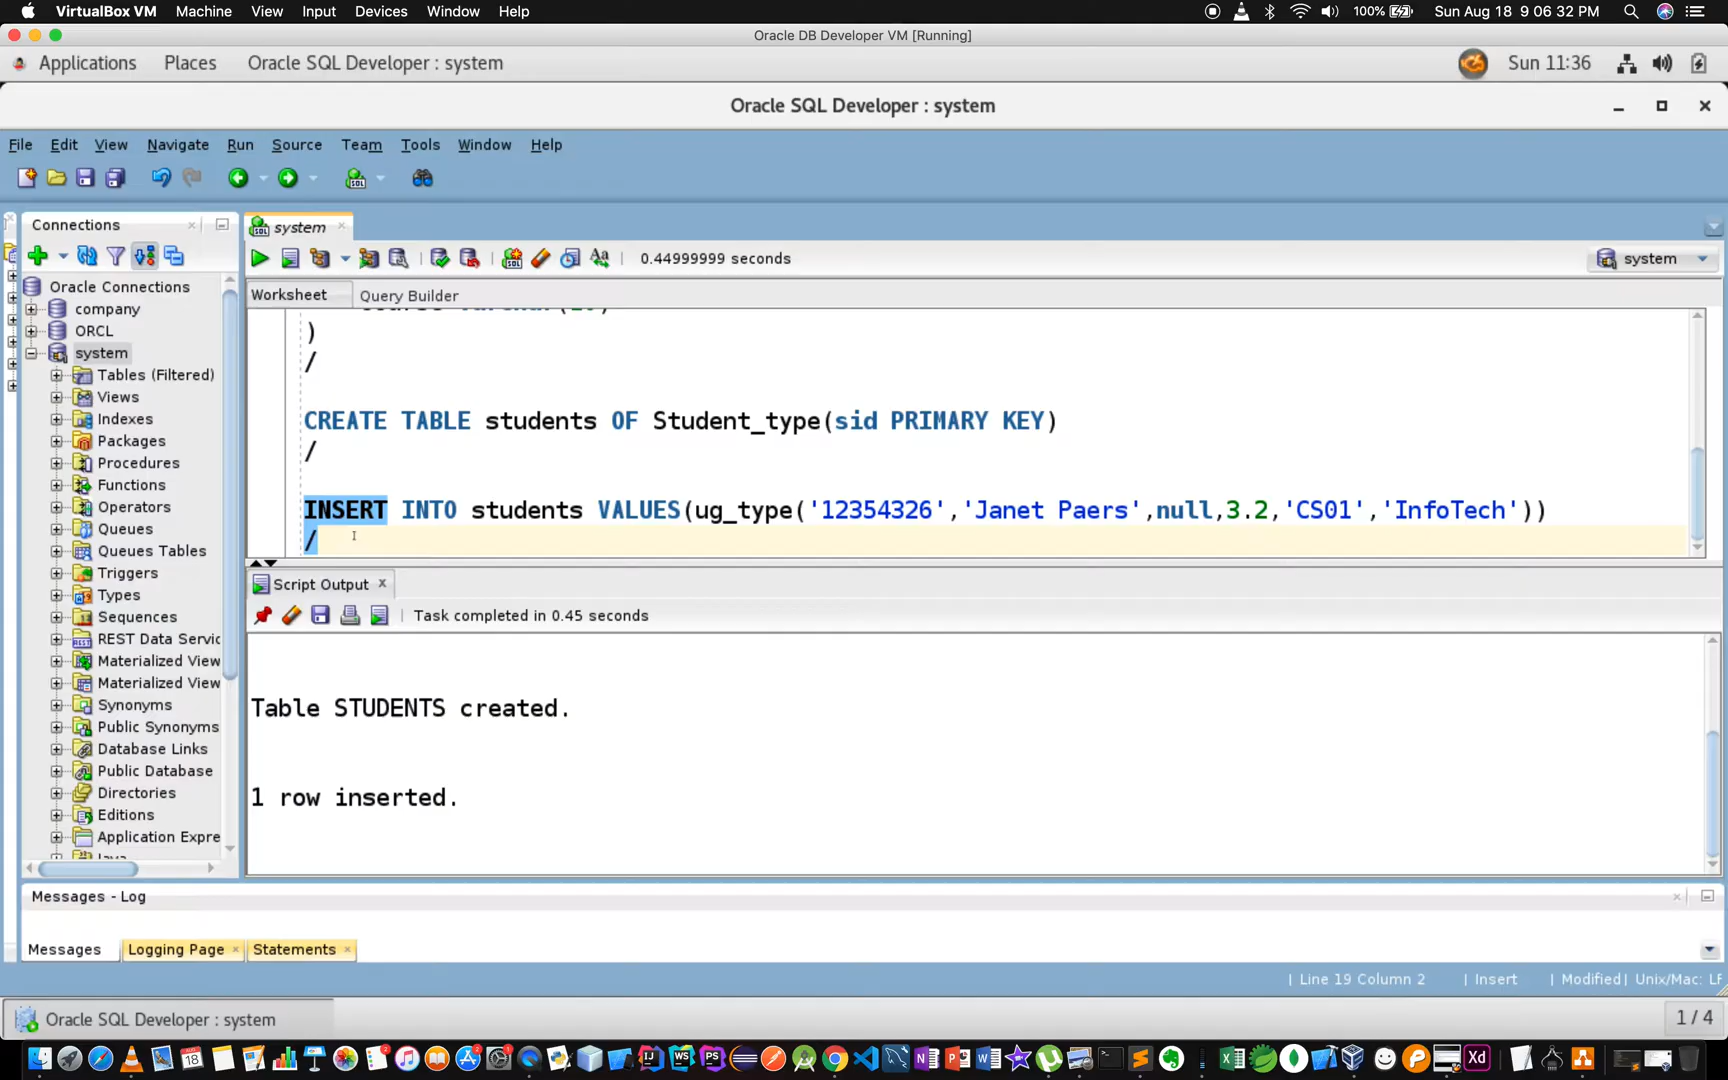 VirtualBox VM Machine View Input Devices Window Help 100% Sun Aug 18 9 06 32 PM
Oracle DB Developer VM [Running]
Applications Places Oracle SQL Developer : system Sun 11:36
Oracle SQL Developer : system
File Edit View Navigate Run Source Team Tools Window Help
Connections
system
0.44999999 seconds
system
Worksheet Query Builder
Oracle Connections
company
ORCL
system
Tables (Filtered)
Views
Indexes
Packages
Procedures
Functions
Operators
Queues
Queues Tables
Triggers
Types
Sequences
REST Data Servic
Materialized View
Materialized View
Synonyms
Public Synonyms
Database Links
Public Database
Directories
Editions
Application Expre
Java
)
/
CREATE TABLE students OF Student_type(sid PRIMARY KEY)
/
INSERT INTO students VALUES(ug_type('12354326','Janet Paers',null,3.2,'CS01','InfoTech'))
/
Script Output
Task completed in 0.45 seconds
Table STUDENTS created.
1 row inserted.
Messages - Log
Messages Logging Page Statements
Line 19 Column 2 | Insert | Modified | Unix/Mac: LF
Oracle SQL Developer : system 1 / 4